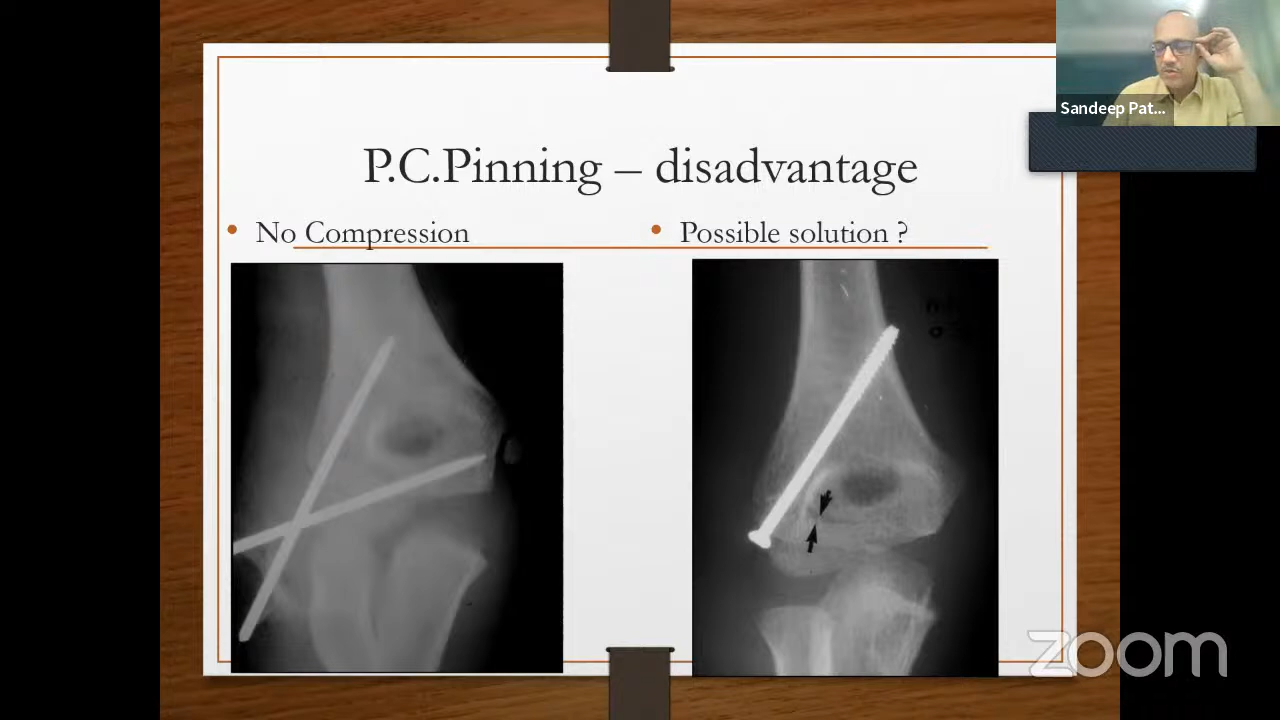 Sandeep Pat...
P.C.Pinning – disadvantage
• No Compression
• Possible solution ?
zoom